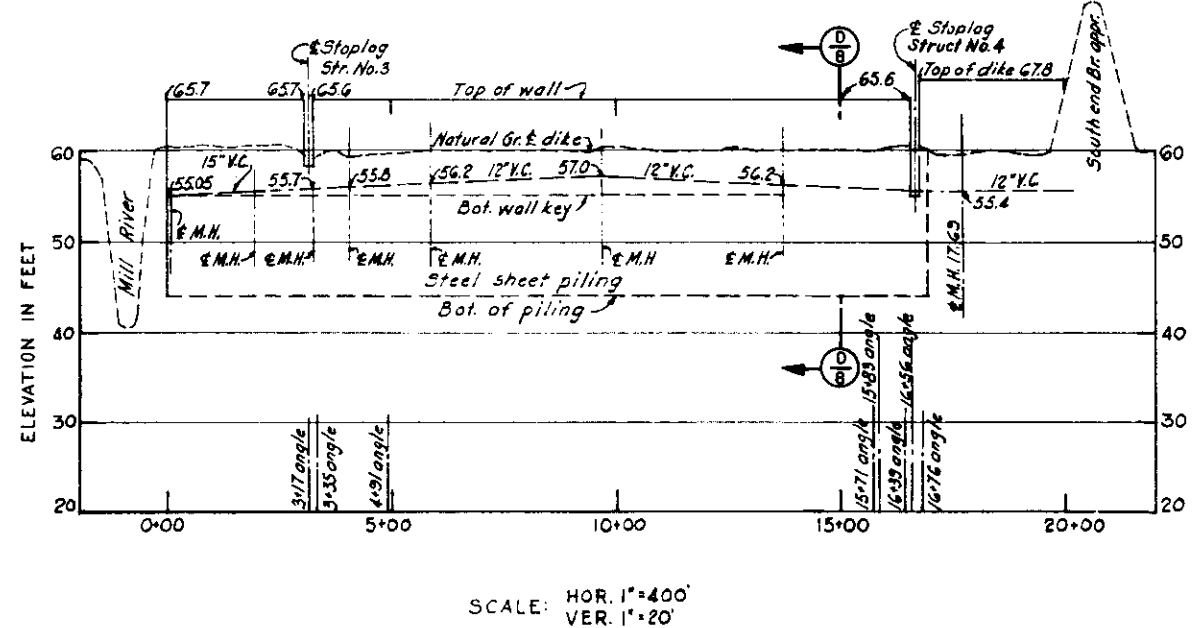 ℄ Stoplog
Str. No. 3
℄ Stoplog
Struct No. 4
D
8
65.7
65.7
65.6
Top of wall
65.6
Top of dike 67.8
South end Br. appr.
Natural Gr. ℄ dike
60
60
15" V.C.
55.05
55.7
55.8
56.2
12" V.C.
57.0
12" V.C.
56.2
12" V.C
55.4
Bot. wall key
Mill River
℄ M.H.
50
50
℄ M.H.
℄ M.H.
℄ M.H.
℄ M.H.
℄ M.H
℄ M.H.
℄ M.H. 17+69
Steel sheet piling
Bot. of piling
ELEVATION IN FEET
40
40
D
8
30
30
3+17 angle
3+35 angle
4+91 angle
15+71 angle
15+83 angle
16+39 angle
16+56 angle
16+76 angle
20
20
0+00
5+00
10+00
15+00
20+00
SCALE: HOR. 1"=400'
VER. 1"=20'